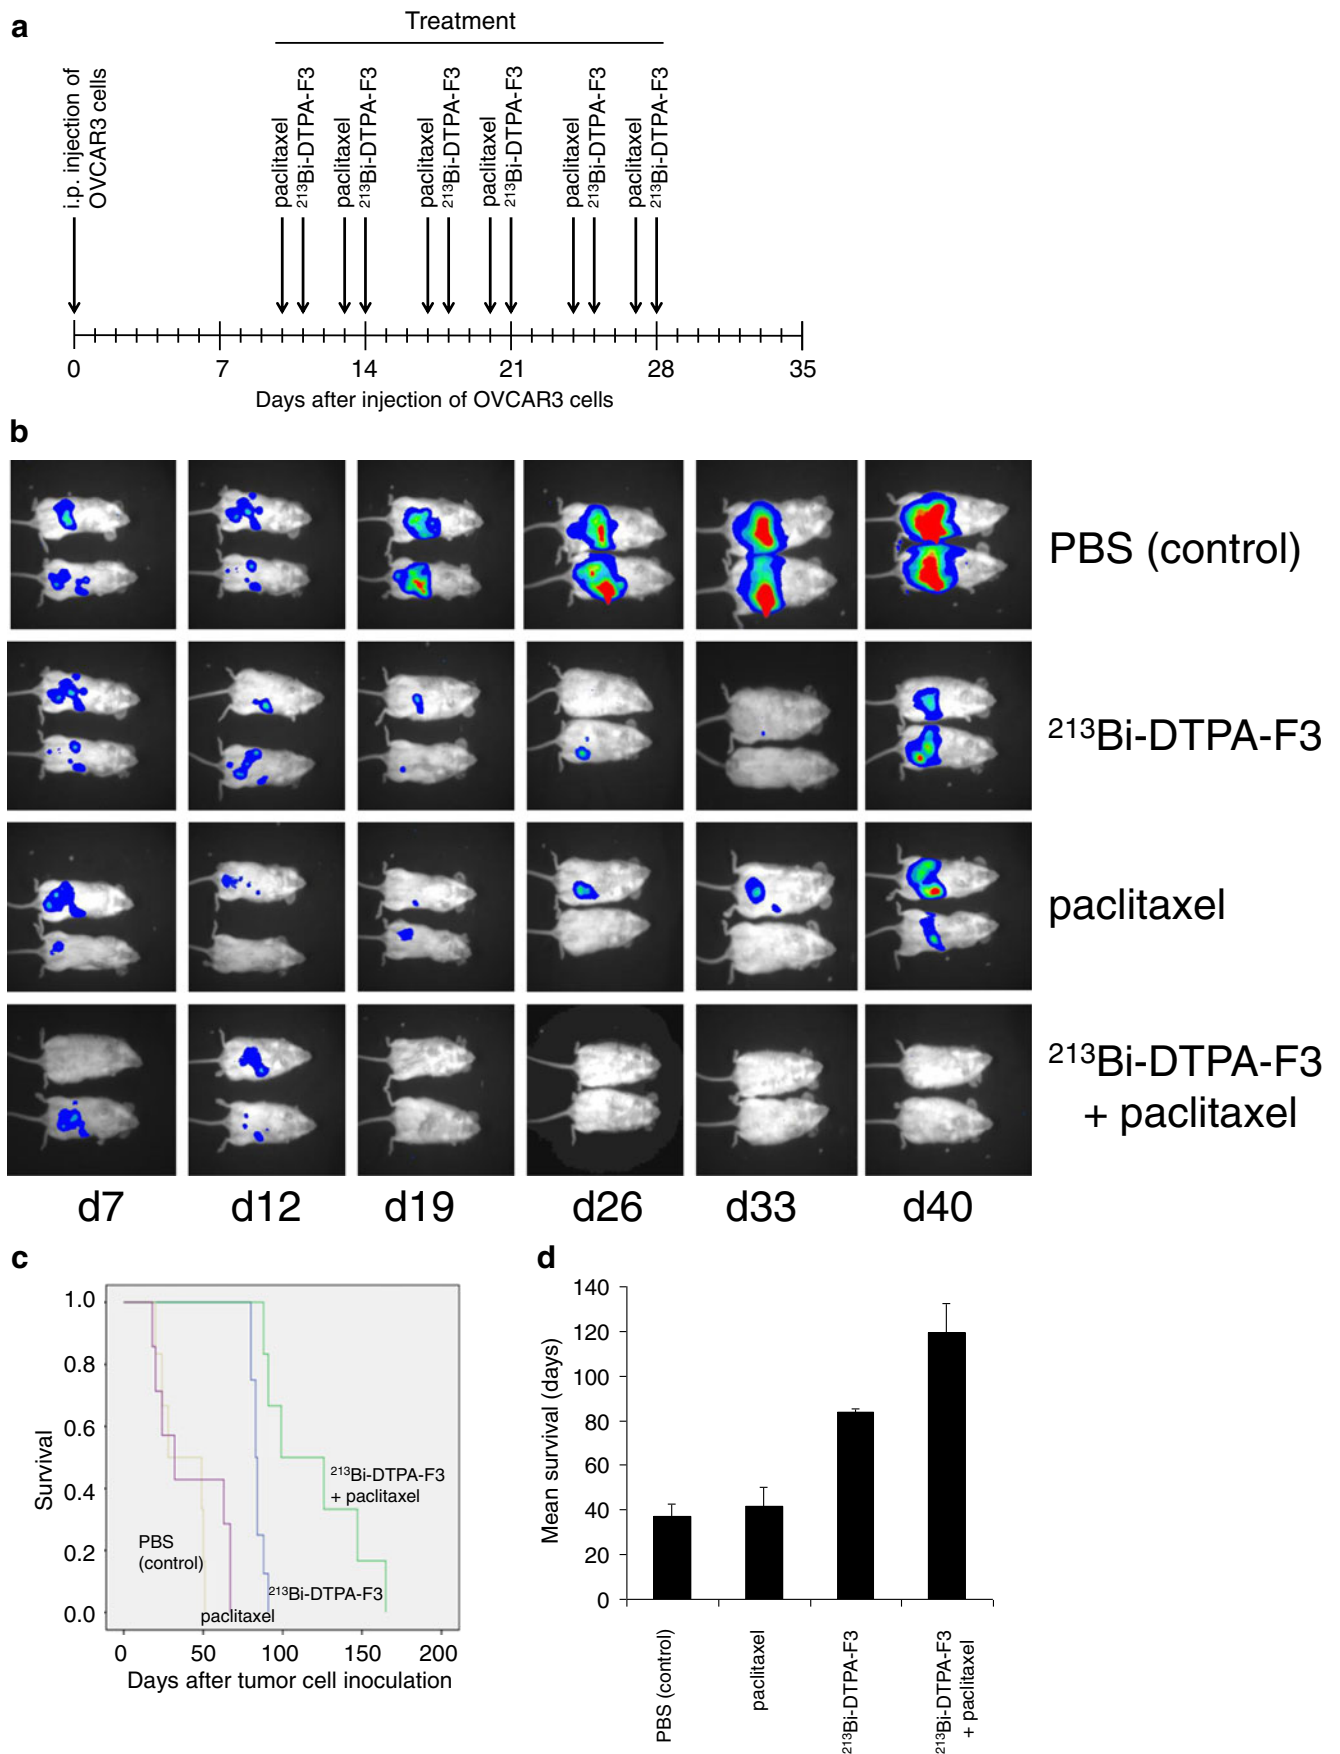 a
Treatment
i.p. injection of
OVCAR3 cells
paclitaxel
²¹³Bi-DTPA-F3
paclitaxel
²¹³Bi-DTPA-F3
paclitaxel
²¹³Bi-DTPA-F3
paclitaxel
²¹³Bi-DTPA-F3
paclitaxel
²¹³Bi-DTPA-F3
paclitaxel
²¹³Bi-DTPA-F3
0 7 14 21 28 35
Days after injection of OVCAR3 cells
b
PBS (control)
²¹³Bi-DTPA-F3
paclitaxel
²¹³Bi-DTPA-F3
+ paclitaxel
d7 d12 d19 d26 d33 d40
c
Survival
1.0
0.8
0.6
0.4
0.2
0.0
²¹³Bi-DTPA-F3
+ paclitaxel
PBS
(control)
²¹³Bi-DTPA-F3
paclitaxel
0 50 100 150 200
Days after tumor cell inoculation
d
Mean survival (days)
140
120
100
80
60
40
20
0
PBS (control)
paclitaxel
²¹³Bi-DTPA-F3
²¹³Bi-DTPA-F3
+ paclitaxel